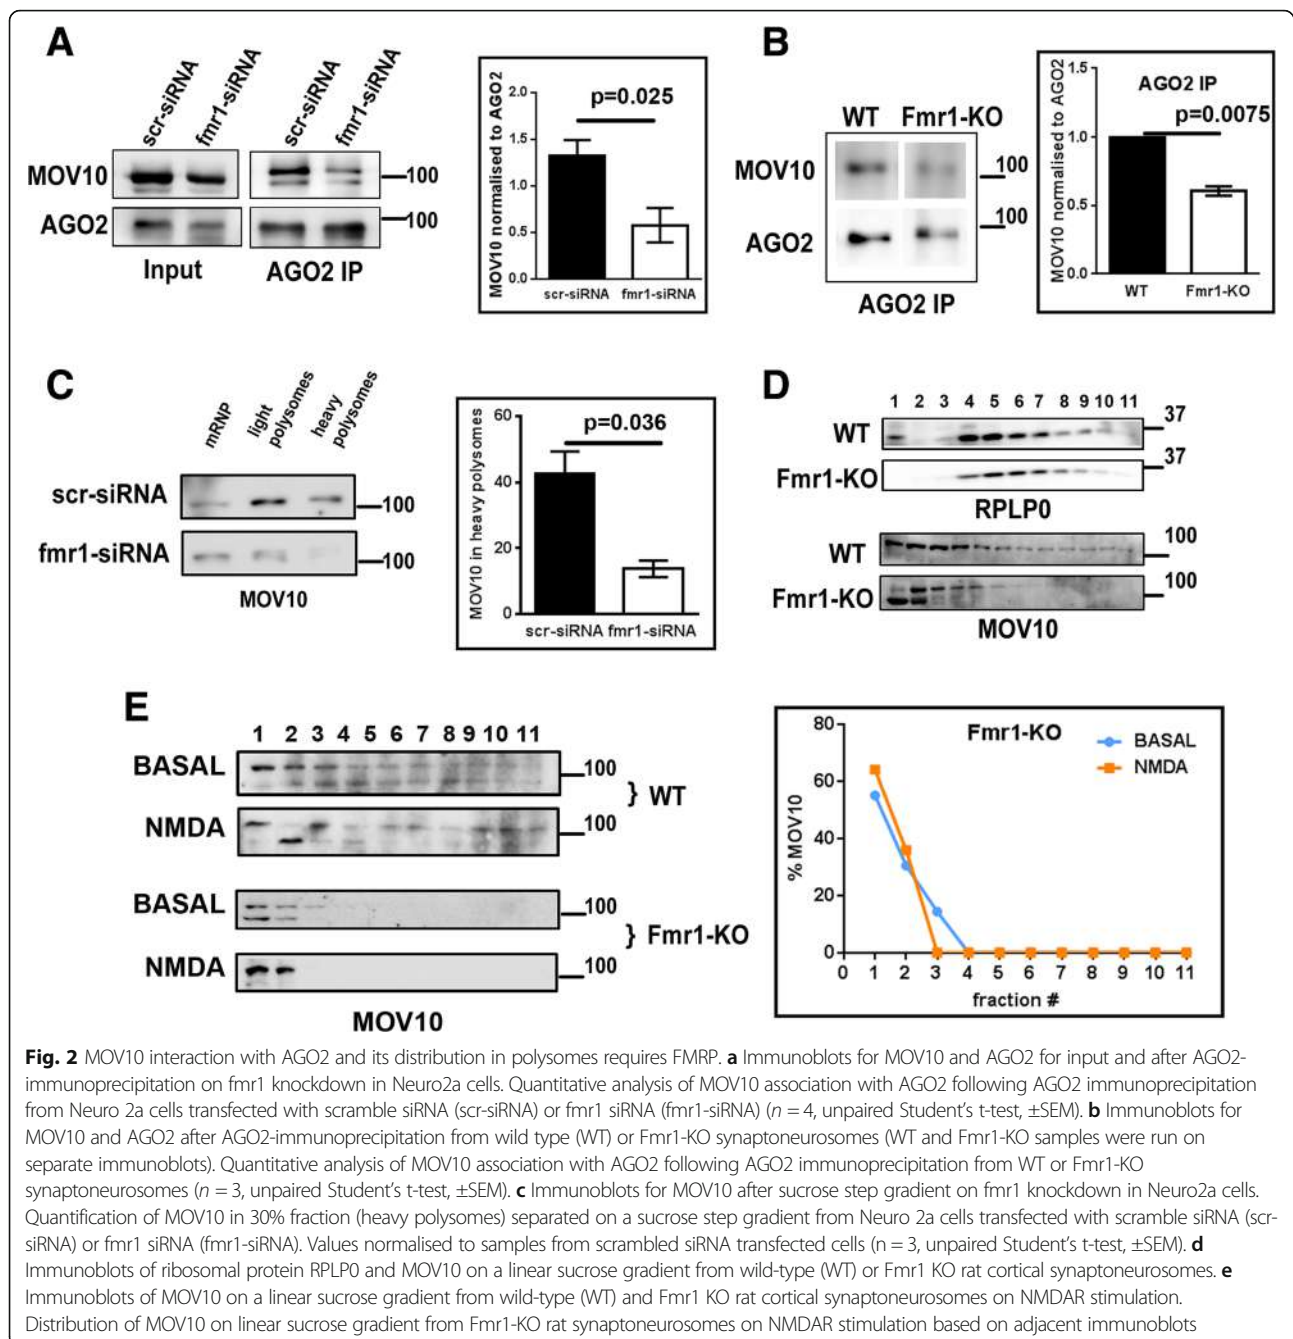 A
scr-siRNA
fmr1-siRNA
scr-siRNA
fmr1-siRNA
MOV10
100
AGO2
100
Input
AGO2 IP
MOV10 normalised to AGO2
2.0
1.5
1.0
0.5
0.0
p=0.025
scr-siRNA fmr1-siRNA
B
WT Fmr1-KO
MOV10
100
100
AGO2
AGO2 IP
MOV10 normalised to AGO2
1.5
1.0
0.5
0.0
AGO2 IP
p=0.0075
WT Fmr1-KO
C
mRNP
light polysomes
heavy polysomes
scr-siRNA
100
fmr1-siRNA
100
MOV10
MOV10 in heavy polysomes
60
40
20
0
p=0.036
scr-siRNA fmr1-siRNA
D
1 2 3 4 5 6 7 8 9 10 11
WT
37
Fmr1-KO
37
RPLP0
WT
100
Fmr1-KO
100
MOV10
E
1 2 3 4 5 6 7 8 9 10 11
BASAL
100
} WT
NMDA
100
BASAL
100
} Fmr1-KO
NMDA
100
MOV10
% MOV10
80
60
40
20
0
Fmr1-KO
BASAL
NMDA
0 1 2 3 4 5 6 7 8 9 10 11
fraction #
Fig. 2 MOV10 interaction with AGO2 and its distribution in polysomes requires FMRP. a Immunoblots for MOV10 and AGO2 for input and after AGO2-
immunoprecipitation on fmr1 knockdown in Neuro2a cells. Quantitative analysis of MOV10 association with AGO2 following AGO2 immunoprecipitation
from Neuro 2a cells transfected with scramble siRNA (scr-siRNA) or fmr1 siRNA (fmr1-siRNA) (n = 4, unpaired Student's t-test, ±SEM). b Immunoblots for
MOV10 and AGO2 after AGO2-immunoprecipitation from wild type (WT) or Fmr1-KO synaptoneurosomes (WT and Fmr1-KO samples were run on
separate immunoblots). Quantitative analysis of MOV10 association with AGO2 following AGO2 immunoprecipitation from WT or Fmr1-KO
synaptoneurosomes (n = 3, unpaired Student's t-test, ±SEM). c Immunoblots for MOV10 after sucrose step gradient on fmr1 knockdown in Neuro2a cells.
Quantification of MOV10 in 30% fraction (heavy polysomes) separated on a sucrose step gradient from Neuro 2a cells transfected with scramble siRNA (scr-
siRNA) or fmr1 siRNA (fmr1-siRNA). Values normalised to samples from scrambled siRNA transfected cells (n = 3, unpaired Student's t-test, ±SEM). d
Immunoblots of ribosomal protein RPLP0 and MOV10 on a linear sucrose gradient from wild-type (WT) or Fmr1 KO rat cortical synaptoneurosomes. e
Immunoblots of MOV10 on a linear sucrose gradient from wild-type (WT) and Fmr1 KO rat cortical synaptoneurosomes on NMDAR stimulation.
Distribution of MOV10 on linear sucrose gradient from Fmr1-KO rat synaptoneurosomes on NMDAR stimulation based on adjacent immunoblots